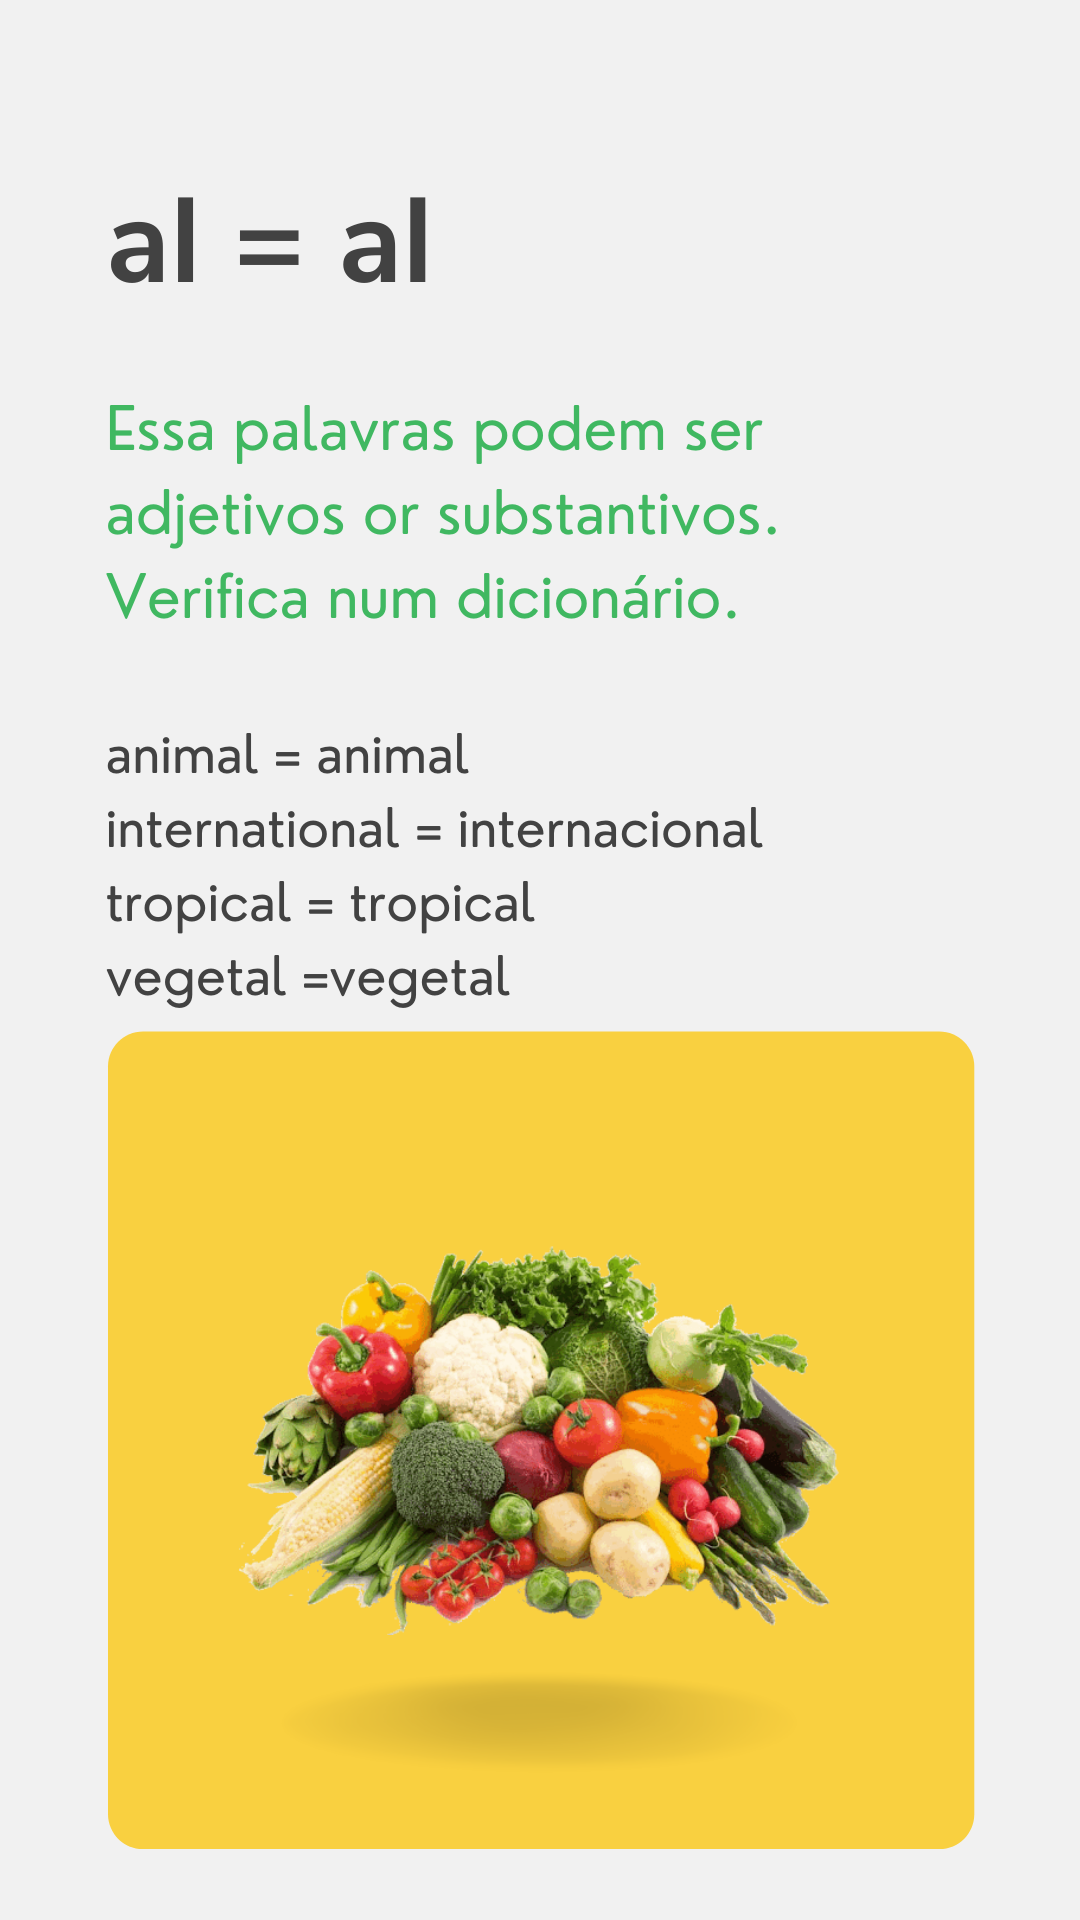 al = al
Essa palavras podem ser
adjetivos or substantivos.
Verifica num dicionário.
animal = animal
international = internacional
tropical = tropical
vegetal =vegetal